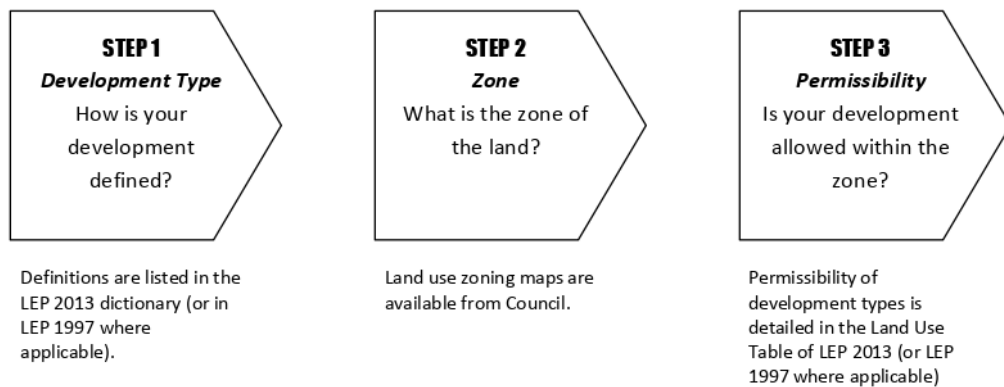 STEP 1
Development Type
How is your
development
defined?
Definitions are listed in the
LEP 2013 dictionary (or in
LEP 1997 where
applicable).
STEP 2
Zone
What is the zone of
the land?
Land use zoning maps are
available from Council.
STEP 3
Permissibility
Is your development
allowed within the
zone?
Permissibility of
development types is
detailed in the Land Use
Table of LEP 2013 (or LEP
1997 where applicable)